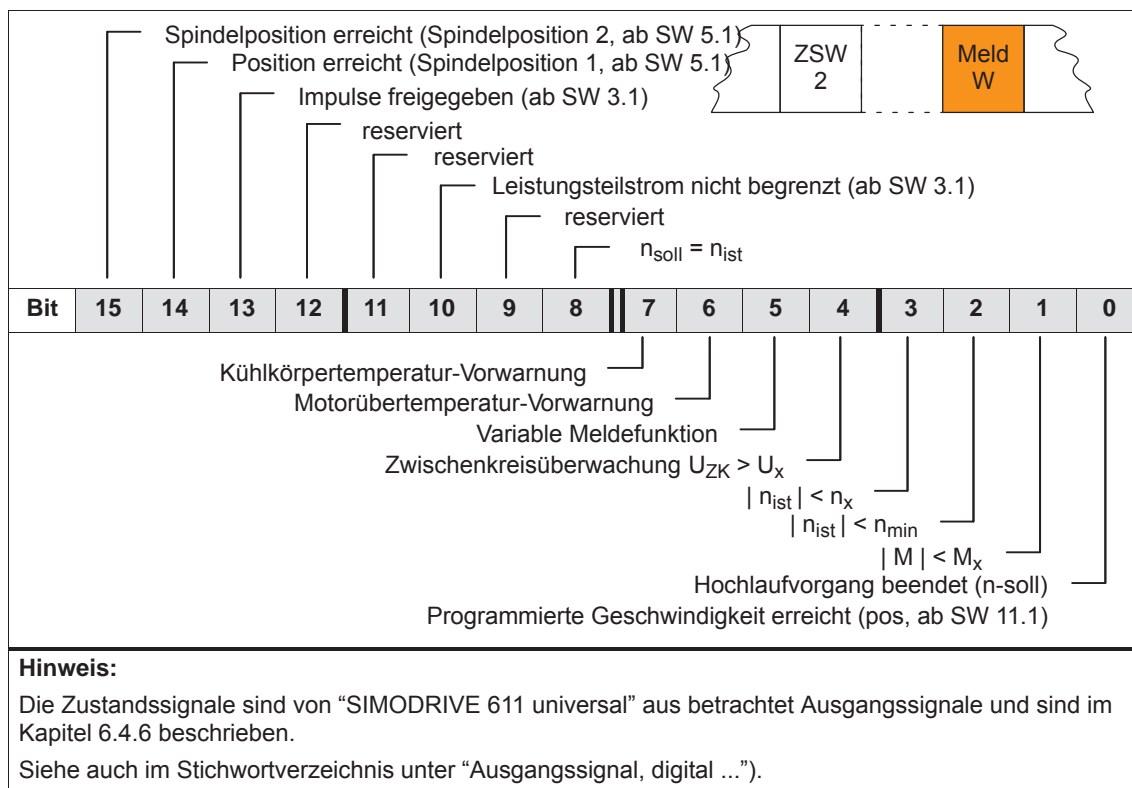 Spindelposition erreicht (Spindelposition 2, ab SW 5.1)
Position erreicht (Spindelposition 1, ab SW 5.1)
ZSW
2
Meld
W
Impulse freigegeben (ab SW 3.1)
reserviert
reserviert
Leistungsteilstrom nicht begrenzt (ab SW 3.1)
reserviert
nsoll = nist
Bit 15 14 13 12 11 10 9 8 7 6 5 4 3 2 1 0
Kühlkörpertemperatur-Vorwarnung
Motorübertemperatur-Vorwarnung
Variable Meldefunktion
Zwischenkreisüberwachung UZK > Ux
| nist | < nx
| nist | < nmin
| M | < Mx
Hochlaufvorgang beendet (n-soll)
Programmierte Geschwindigkeit erreicht (pos, ab SW 11.1)
Hinweis:
Die Zustandssignale sind von “SIMODRIVE 611 universal” aus betrachtet Ausgangssignale und sind im
Kapitel 6.4.6 beschrieben.
Siehe auch im Stichwortverzeichnis unter “Ausgangssignal, digital ...”).